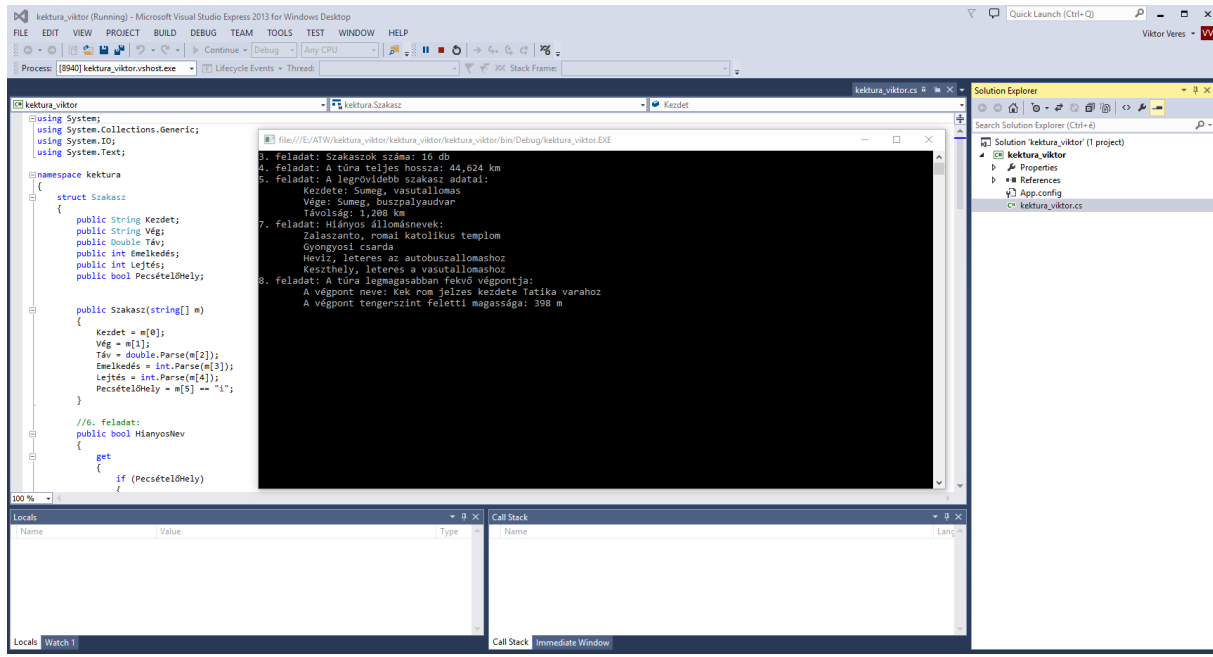 kektura_viktor (Running) - Microsoft Visual Studio Express 2013 for Windows Desktop
Quick Launch (Ctrl+Q)
FILE EDIT VIEW PROJECT BUILD DEBUG TEAM TOOLS TEST WINDOW HELP
Viktor Veres VV
Continue Debug Any CPU
Process: [8940] kektura_viktor.vshost.exe Lifecycle Events Thread: Stack Frame:
kektura_viktor.cs
kektura_viktor kektura.Szakasz Kezdet
using System;
using System.Collections.Generic;
using System.IO;
using System.Text;
namespace kektura
{
struct Szakasz
{
public String Kezdet;
public String Vég;
public Double Táv;
public int Emelkedés;
public int Lejtés;
public bool PecsételőHely;
public Szakasz(string[] m)
{
Kezdet = m[0];
Vég = m[1];
Táv = double.Parse(m[2]);
Emelkedés = int.Parse(m[3]);
Lejtés = int.Parse(m[4]);
PecsételőHely = m[5] == "i";
}
//6. feladat:
public bool HianyosNev
{
get
{
if (PecsételőHely)
{
100 %
file:///E:/ATW/kektura_viktor/kektura_viktor/kektura_viktor/bin/Debug/kektura_viktor.EXE
3. feladat: Szakaszok száma: 16 db
4. feladat: A túra teljes hossza: 44,624 km
5. feladat: A legrövidebb szakasz adatai:
Kezdete: Sumeg, vasutallomas
Vége: Sumeg, buszpalyaudvar
Távolság: 1,208 km
7. feladat: Hiányos állomásnevek:
Zalaszanto, romai katolikus templom
Gyongyosi csarda
Heviz, leteres az autobuszallomashoz
Keszthely, leteres a vasutallomashoz
8. feladat: A túra legmagasabban fekvő végpontja:
A végpont neve: Kek rom jelzes kezdete Tatika varahoz
A végpont tengerszint feletti magassága: 398 m
Solution Explorer
Search Solution Explorer (Ctrl+é)
Solution 'kektura_viktor' (1 project)
kektura_viktor
Properties
References
App.config
kektura_viktor.cs
Locals
Name Value Type
Locals Watch 1
Call Stack
Name Lang
Call Stack Immediate Window